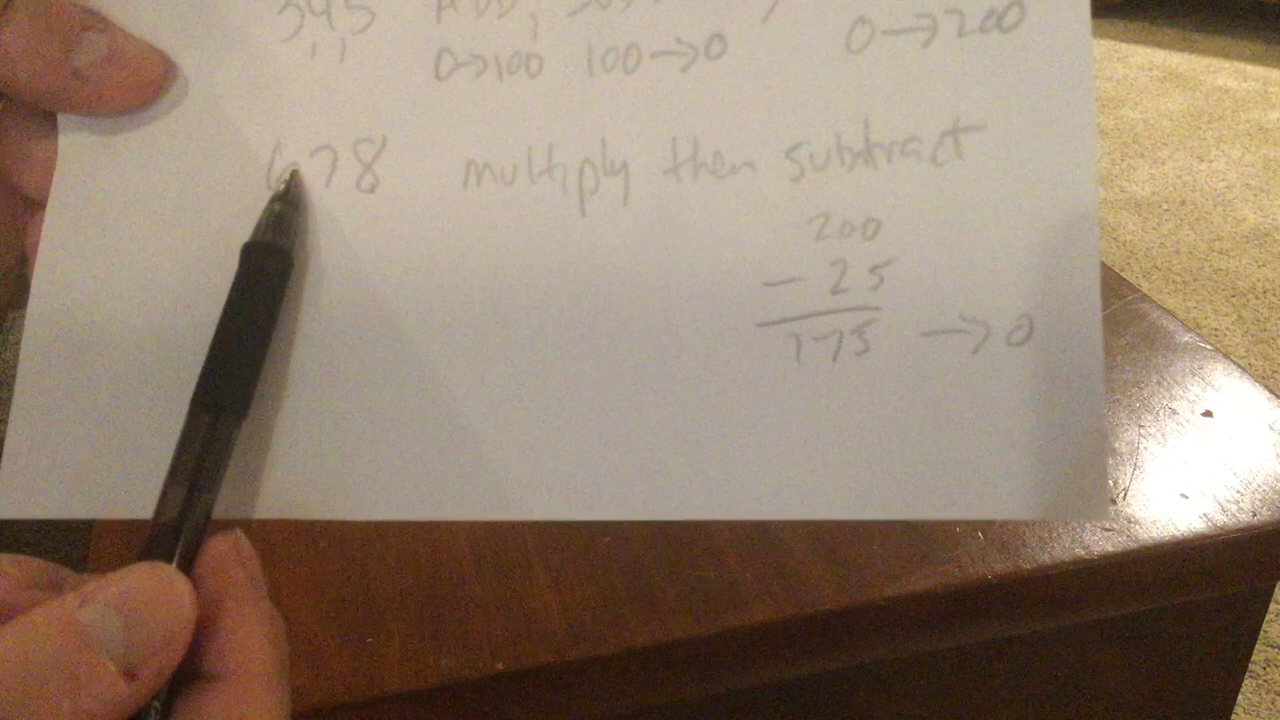 345
0→100 100→0 0→200
678 multiply then subtract
200
- 25
175 →0